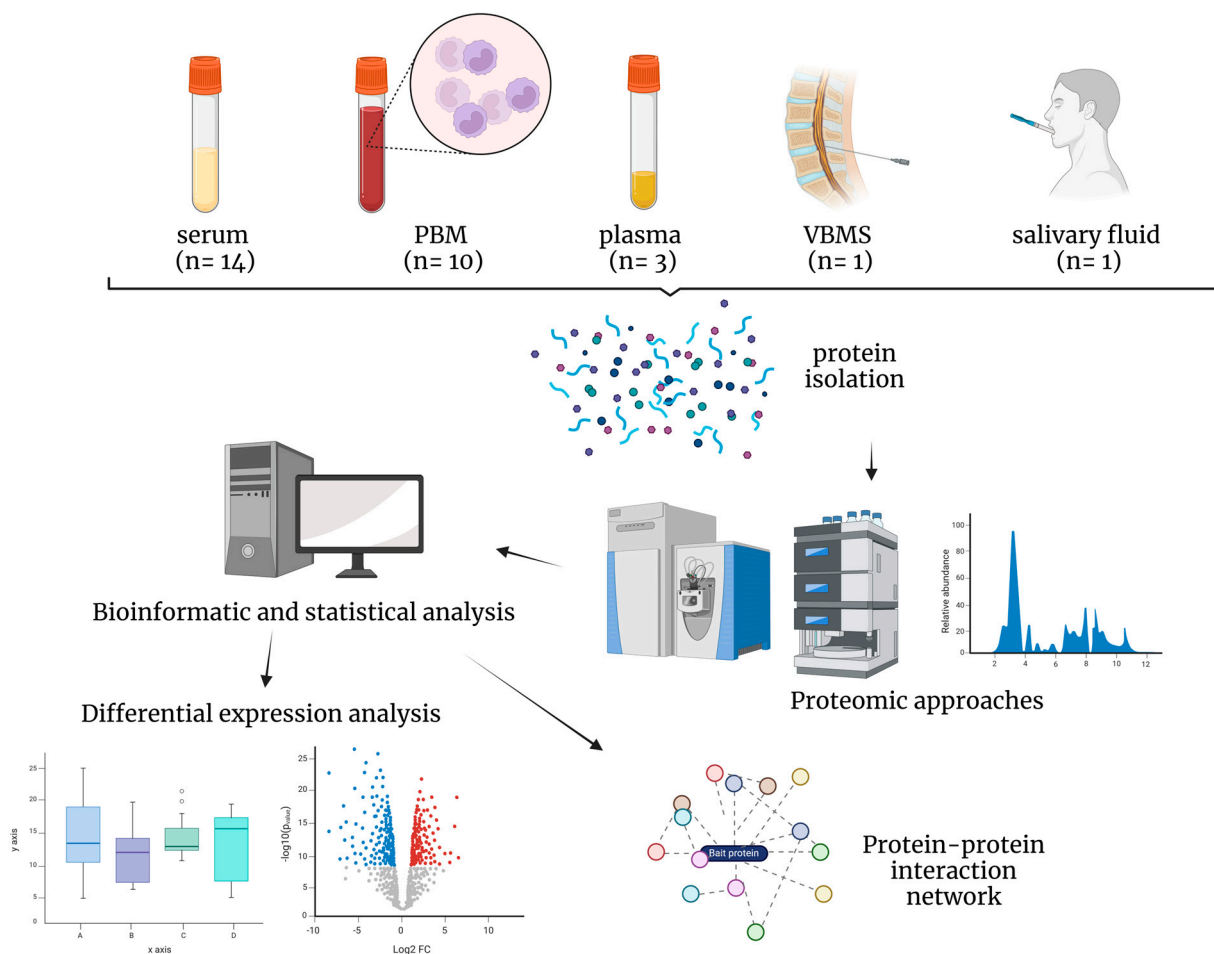 serum
(n= 14)
PBM
(n= 10)
plasma
(n= 3)
VBMS
(n= 1)
salivary fluid
(n= 1)
protein
isolation
Bioinformatic and statistical analysis
Relative abundance
100
80
60
40
20
0
2
4
6
8
10
12
Proteomic approaches
Differential expression analysis
y axis
25
20
15
10
5
0
A
B
C
D
x axis
-log10(pvalue)
25
20
15
10
5
0
-10
-5
0
5
10
Log2 FC
Bait protein
Protein-protein
interaction
network